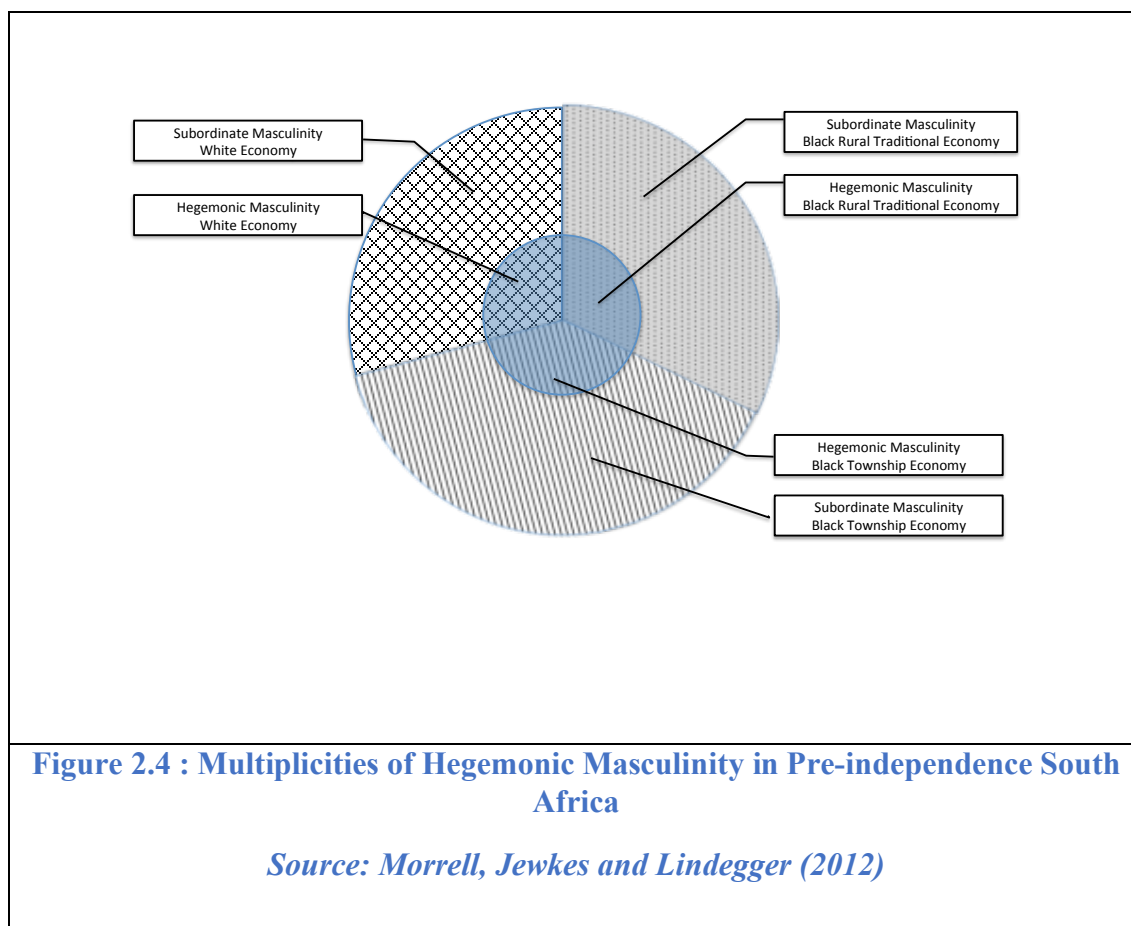 Subordinate Masculinity
White Economy
Hegemonic Masculinity
White Economy
Subordinate Masculinity
Black Rural Traditional Economy
Hegemonic Masculinity
Black Rural Traditional Economy
Hegemonic Masculinity
Black Township Economy
Subordinate Masculinity
Black Township Economy
Figure 2.4 : Multiplicities of Hegemonic Masculinity in Pre-independence South
Africa
Source: Morrell, Jewkes and Lindegger (2012)